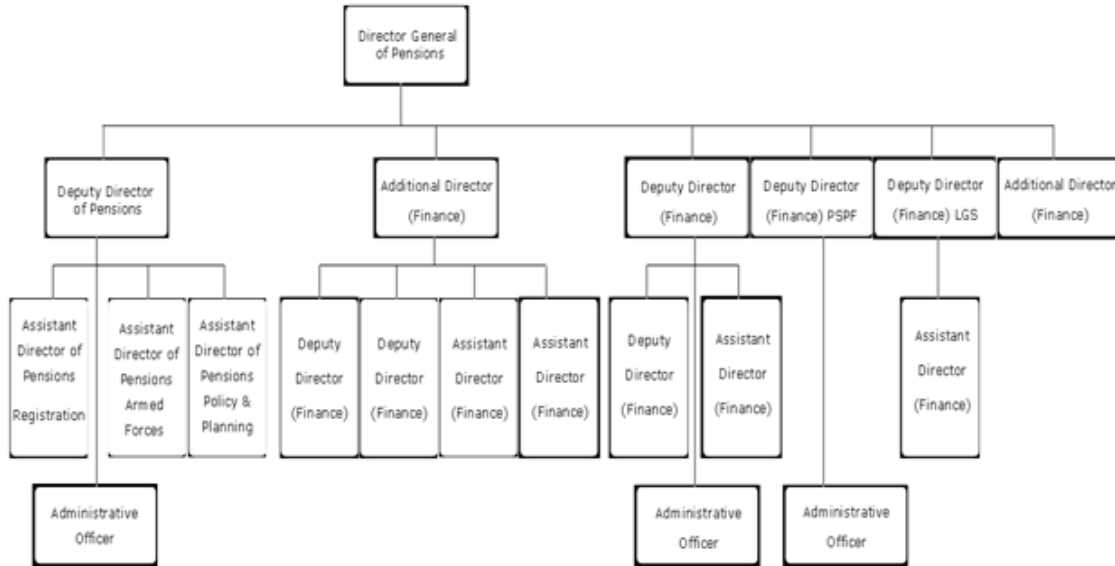 Director General
of Pensions
Deputy Director
of Pensions
Additional Director
(Finance)
Deputy Director
(Finance)
Deputy Director
(Finance) PSPF
Deputy Director
(Finance) LGS
Additional Director
(Finance)
Assistant
Director of
Pensions
Registration
Assistant
Director of
Pensions
Armed
Forces
Assistant
Director of
Pensions
Policy &
Planning
Deputy
Director
(Finance)
Deputy
Director
(Finance)
Assistant
Director
(Finance)
Assistant
Director
(Finance)
Deputy
Director
(Finance)
Assistant
Director
(Finance)
Assistant
Director
(Finance)
Administrative
Officer
Administrative
Officer
Administrative
Officer